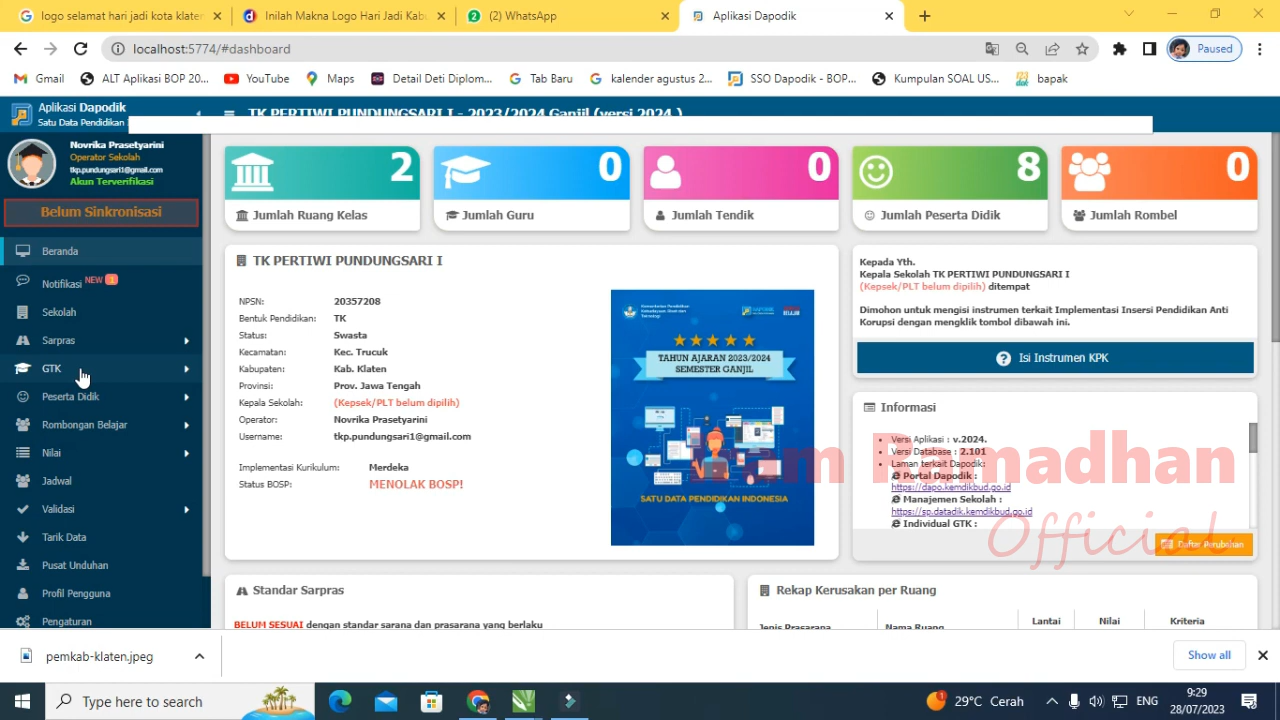 logo selamat hari jadi kota klaten
Inilah Makna Logo Hari Jadi Kabu
(2) WhatsApp
Aplikasi Dapodik
localhost:5774/#dashboard
Paused
Gmail
ALT Aplikasi BOP 20...
YouTube
Maps
Detail Deti Diplom...
Tab Baru
kalender agustus 2...
SSO Dapodik - BOP...
Kumpulan SOAL US...
bapak
Aplikasi Dapodik
Satu Data Pendidikan
TK PERTIWI PUNDUNGSARI I - 2023/2024 Ganjil (versi 2024 )
Novrika Prasetyarini
Operator Sekolah
tkp.pundungsari1@gmail.com
Akun Terverifikasi
Belum Sinkronisasi
Beranda
Notifikasi NEW
Sekolah
Sarpras
GTK
Peserta Didik
Rombongan Belajar
Nilai
Jadwal
Validasi
Tarik Data
Pusat Unduhan
Profil Pengguna
Pengaturan
2
Jumlah Ruang Kelas
0
Jumlah Guru
0
Jumlah Tendik
8
Jumlah Peserta Didik
0
Jumlah Rombel
TK PERTIWI PUNDUNGSARI I
NPSN: 20357208
Bentuk Pendidikan: TK
Status: Swasta
Kecamatan: Kec. Trucuk
Kabupaten: Kab. Klaten
Provinsi: Prov. Jawa Tengah
Kepala Sekolah: (Kepsek/PLT belum dipilih)
Operator: Novrika Prasetyarini
Username: tkp.pundungsari1@gmail.com
Implementasi Kurikulum: Merdeka
Status BOSP: MENOLAK BOSP!
TAHUN AJARAN 2023/2024
SEMESTER GANJIL
SATU DATA PENDIDIKAN INDONESIA
Kepada Yth.
Kepala Sekolah TK PERTIWI PUNDUNGSARI I
(Kepsek/PLT belum dipilih) ditempat
Dimohon untuk mengisi instrumen terkait Implementasi Insersi Pendidikan Anti
Korupsi dengan mengklik tombol dibawah ini.
Isi Instrumen KPK
Informasi
Versi Aplikasi : v.2024.
Versi Database : 2.101
Laman terkait Dapodik:
Portal Dapodik :
https://dapo.kemdikbud.go.id
Manajemen Sekolah :
https://sp.datadik.kemdikbud.go.id
Individual GTK :
Daftar Perubahan
Ramadhan
Official
Standar Sarpras
BELUM SESUAI dengan standar sarana dan prasarana yang berlaku
Rekap Kerusakan per Ruang
Jenis Prasarana Nama Ruang Lantai Nilai Kriteria
pemkab-klaten.jpeg
Show all
Type here to search
29°C Cerah
ENG
9:29
28/07/2023